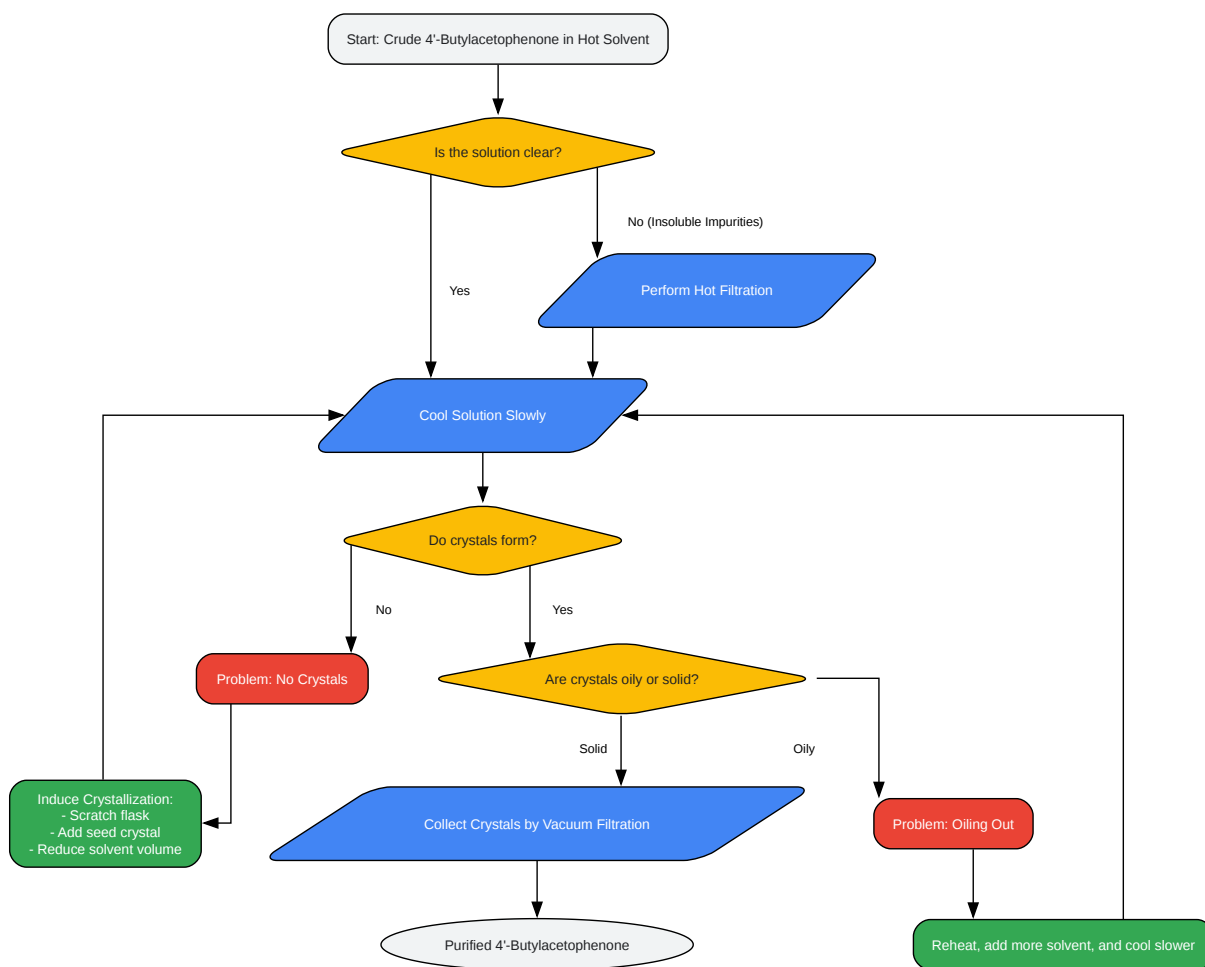 Start: Crude 4'-Butylacetophenone in Hot Solvent
Is the solution clear?
No (Insoluble Impurities)
Yes
Perform Hot Filtration
Cool Solution Slowly
Do crystals form?
No
Yes
Problem: No Crystals
Are crystals oily or solid?
Solid
Oily
Induce Crystallization:
- Scratch flask
- Add seed crystal
- Reduce solvent volume
Collect Crystals by Vacuum Filtration
Problem: Oiling Out
Purified 4'-Butylacetophenone
Reheat, add more solvent, and cool slower